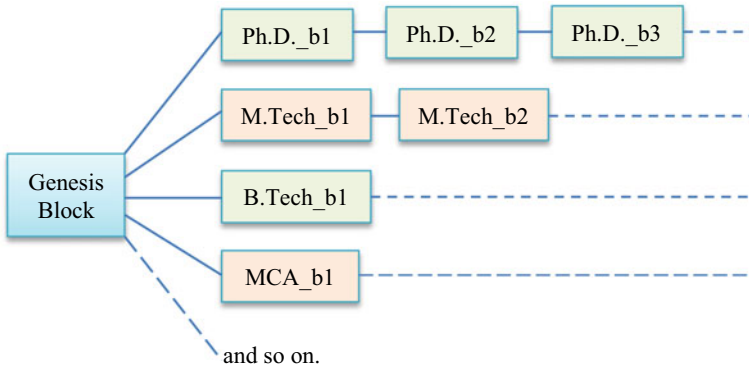 Ph.D._b1
Ph.D._b2
Ph.D._b3
M.Tech_b1
M.Tech_b2
Genesis
Block
B.Tech_b1
MCA_b1
and so on.